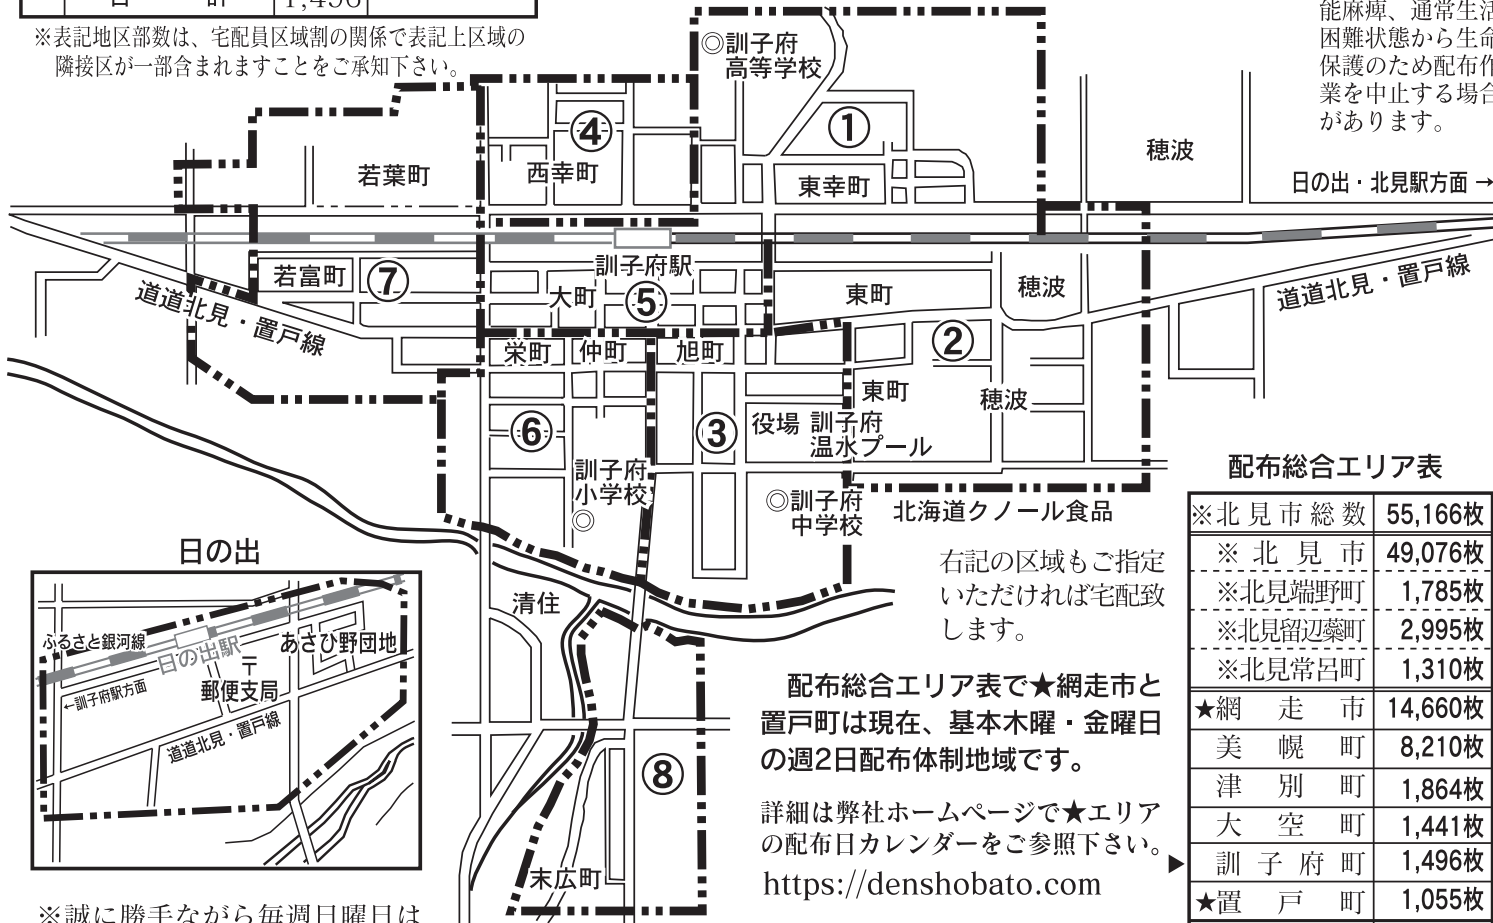 計 1,496
※表記地区部数は、宅配員区域割の関係で表記上区域の
隣接区が一部含まれますことをご承知下さい。
能麻痺、通常生活
困難状態から生命
保護のため配布作
業を中止する場合
があります。
◎訓子府
高等学校
④
①
若葉町
西幸町
東幸町
穂波
日の出・北見駅方面→
若富町
⑦
訓子府駅
大町
⑤
東町
穂波
道道北見・置戸線
道道北見・置戸線
栄町
仲町
旭町
②
東町
穂波
⑥
③
役場
訓子府
温水プール
訓子府
小学校
◎
◎訓子府
中学校
北海道クノール食品
清住
⑧
末広町
日の出
ふるさと銀河線
日の出駅
あさひ野団地
←訓子府駅方面
〒
郵便支局
道道北見・置戸線
右記の区域もご指定
いただければ宅配致
します。
配布総合エリア表で★網走市と
置戸町は現在、基本木曜・金曜日
の週2日配布体制地域です。
詳細は弊社ホームページで★エリア
の配布日カレンダーをご参照下さい。
https://denshobato.com
配布総合エリア表
※北見市総数 55,166枚
※北見市 49,076枚
※北見端野町 1,785枚
※北見留辺蘂町 2,995枚
※北見常呂町 1,310枚
★網走市 14,660枚
美幌町 8,210枚
津別町 1,864枚
大空町 1,441枚
▶訓子府町 1,496枚
★置戸町 1,055枚
※誠に勝手ながら毎週日曜日は